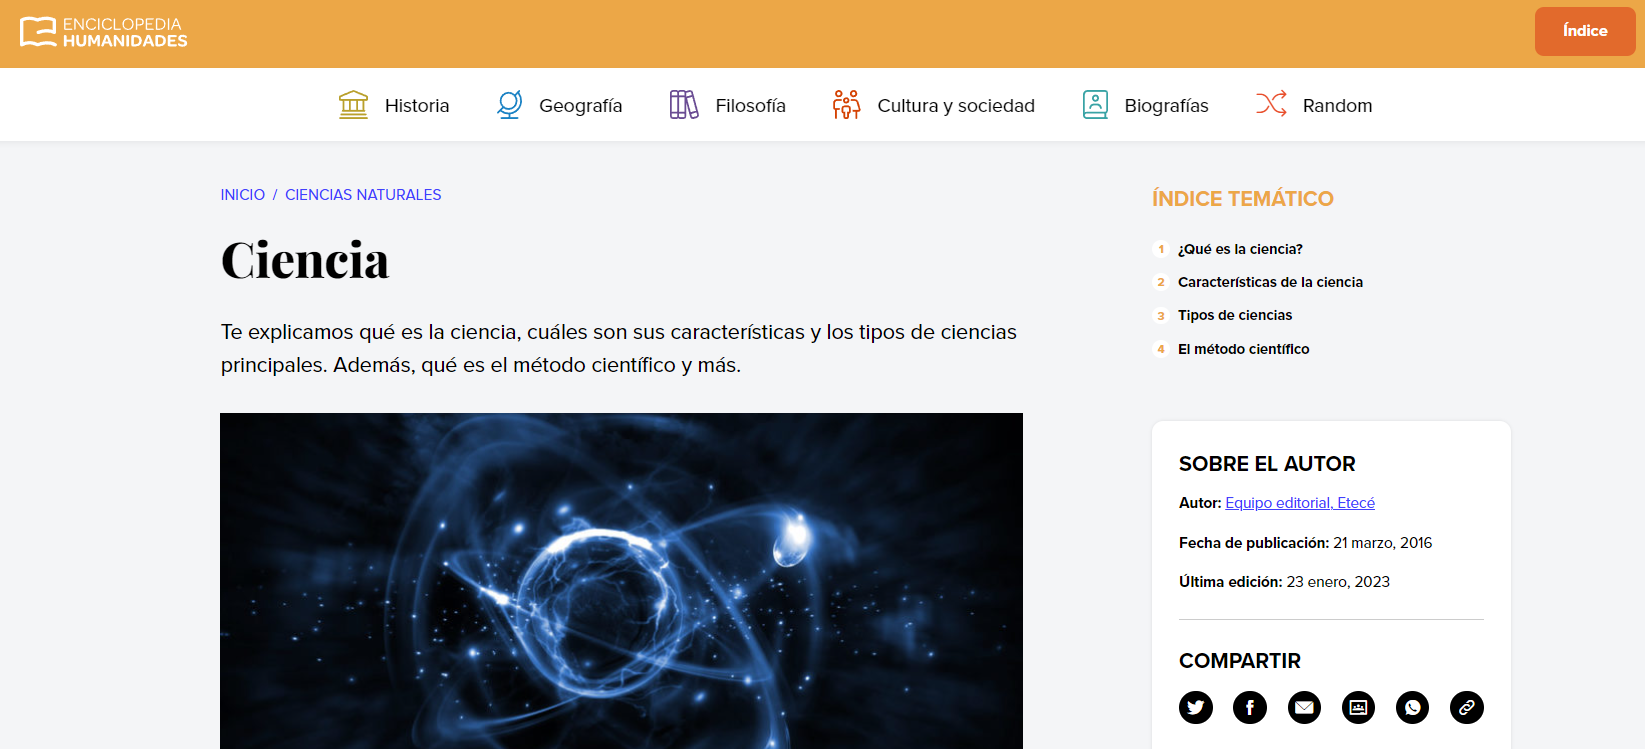 ENCICLOPEDIA
HUMANIDADES
Índice
Historia
Geografía
Filosofía
Cultura y sociedad
Biografías
Random
INICIO / CIENCIAS NATURALES
Ciencia
Te explicamos qué es la ciencia, cuáles son sus características y los tipos de ciencias
principales. Además, qué es el método científico y más.
ÍNDICE TEMÁTICO
1 ¿Qué es la ciencia?
2 Características de la ciencia
3 Tipos de ciencias
4 El método científico
SOBRE EL AUTOR
Autor: Equipo editorial, Etecé
Fecha de publicación: 21 marzo, 2016
Última edición: 23 enero, 2023
COMPARTIR